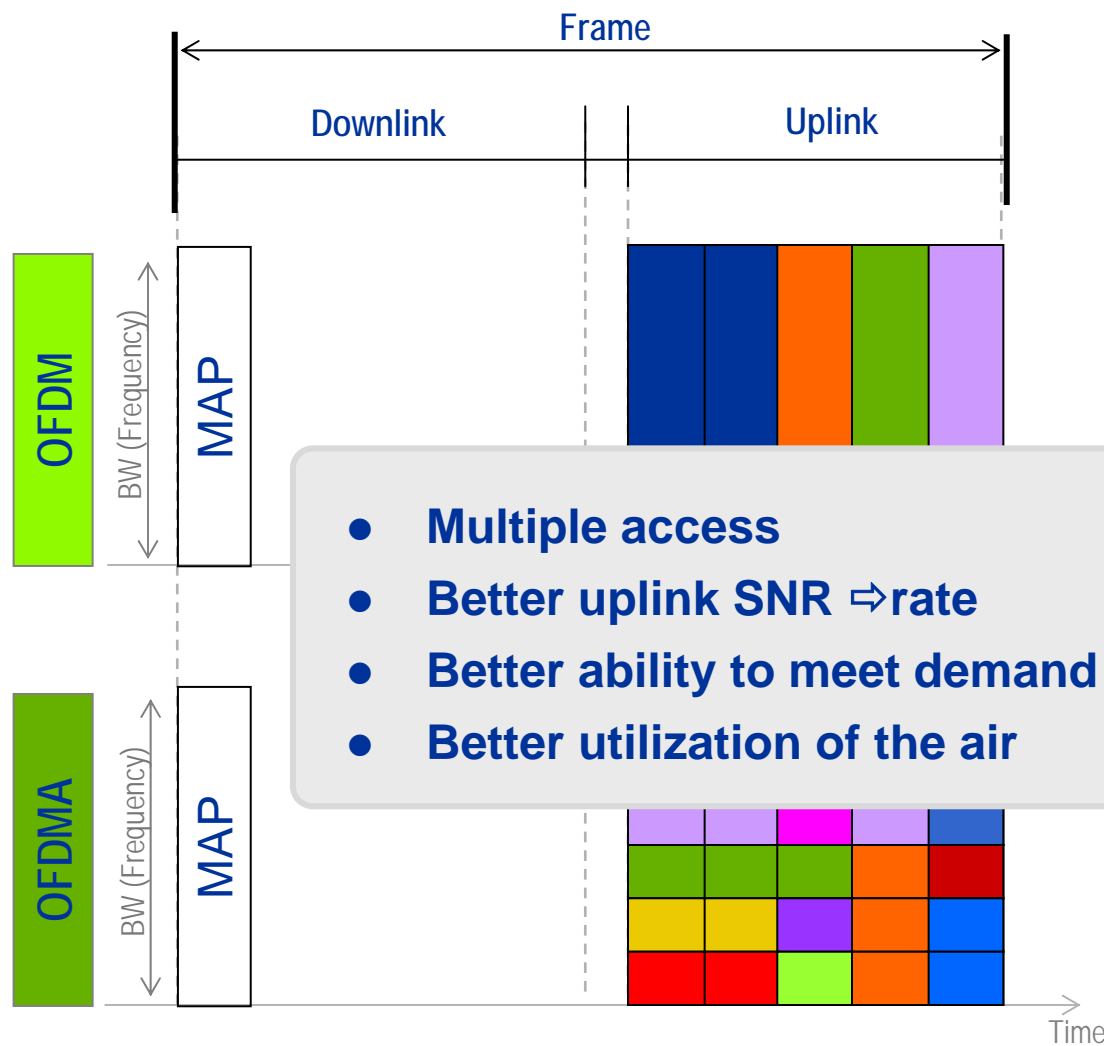 Frame
Downlink
Uplink
OFDM
BW (Frequency)
MAP
● Multiple access
● Better uplink SNR ⇨rate
● Better ability to meet demand
● Better utilization of the air
OFDMA
BW (Frequency)
MAP
Time